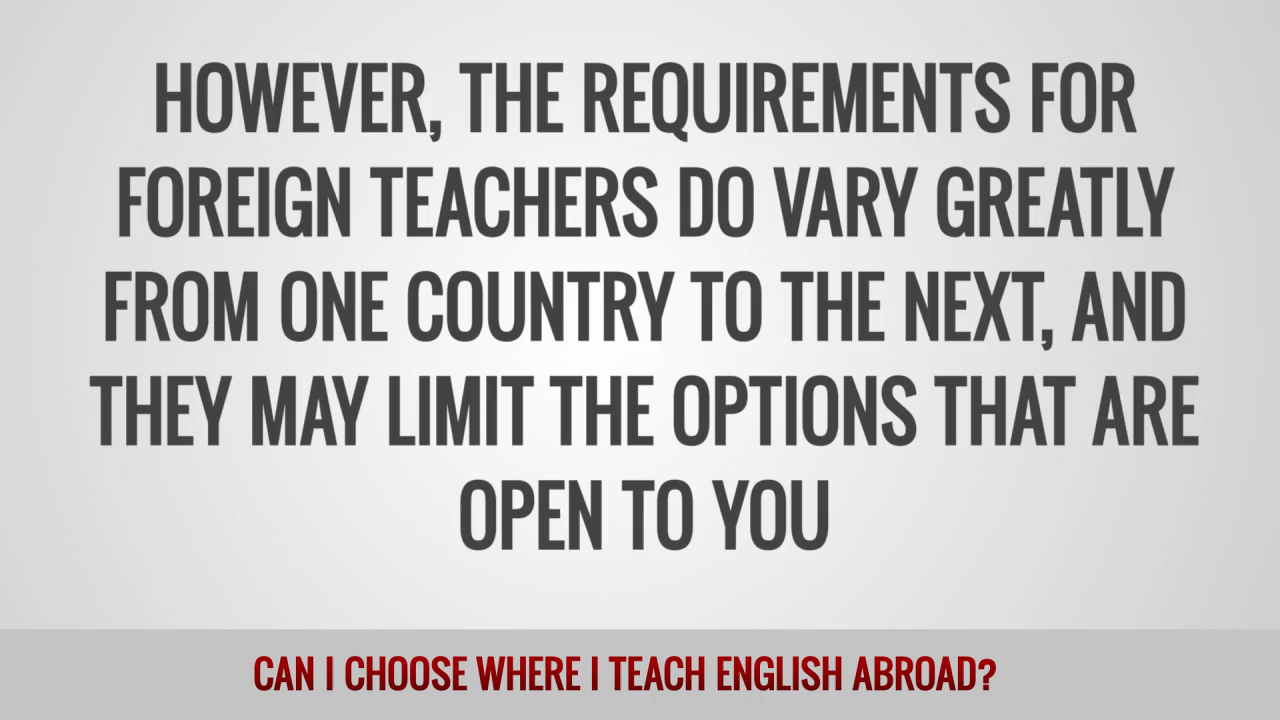 HOWEVER, THE REQUIREMENTS FOR
FOREIGN TEACHERS DO VARY GREATLY
FROM ONE COUNTRY TO THE NEXT, AND
THEY MAY LIMIT THE OPTIONS THAT ARE
OPEN TO YOU
CAN I CHOOSE WHERE I TEACH ENGLISH ABROAD?